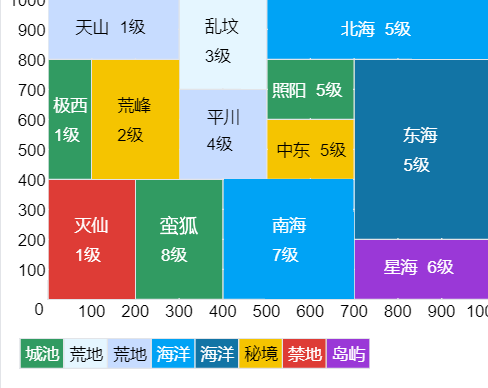 1000
天山 1级
乱坟
3级
北海 5级
900
800
极西
1级
荒峰
2级
照阳 5级
700
平川
4级
东海
5级
600
中东 5级
500
400
灭仙
1级
蛮狐
8级
南海
7级
300
200
星海 6级
100
0
100 200 300 400 500 600 700 800 900 100
城池 荒地 荒地 海洋 海洋 秘境 禁地 岛屿